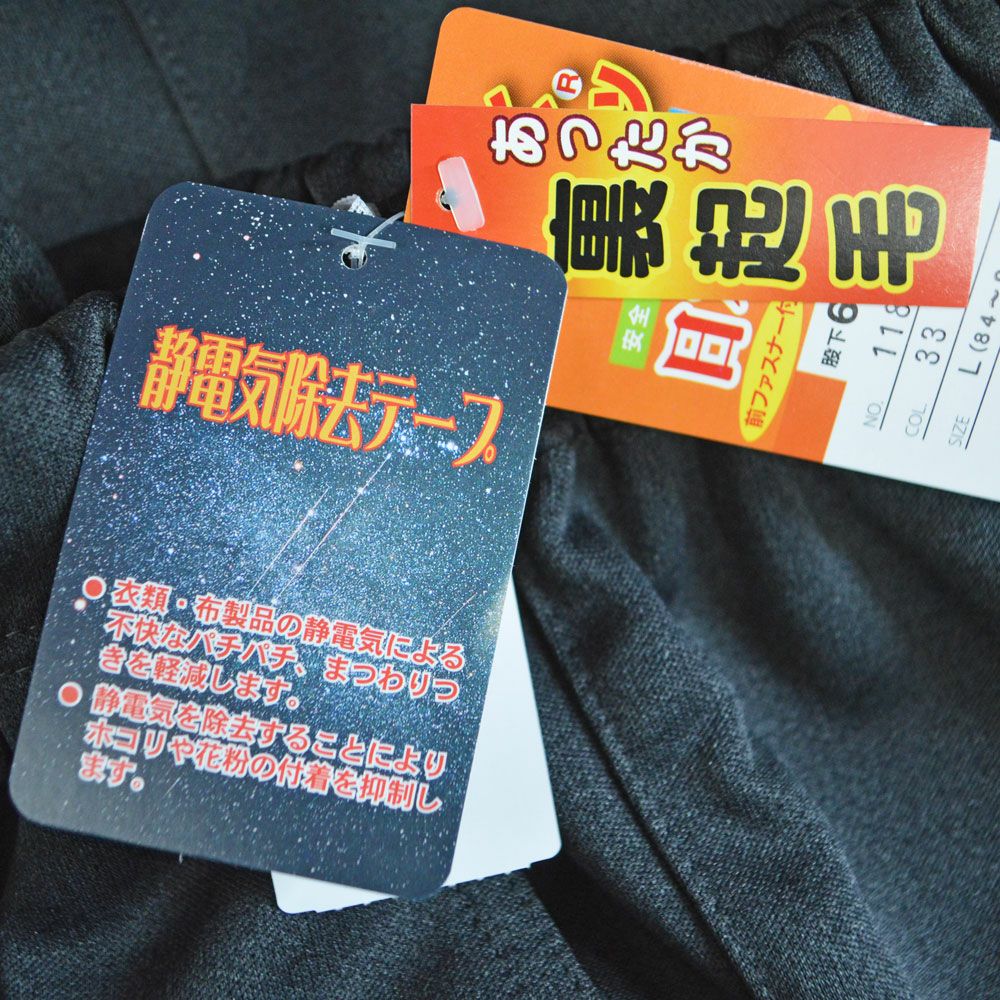 ®
あったか
裏起毛
安全
前ファスナー付
股下6
NO. 118
COL. 33
SIZE L(84~9
静電気除去テープ
● 衣類・布製品の静電気による
不快なパチパチ、まつわりつ
きを軽減します。
● 静電気を除去することにより
ホコリや花粉の付着を抑制し
ます。